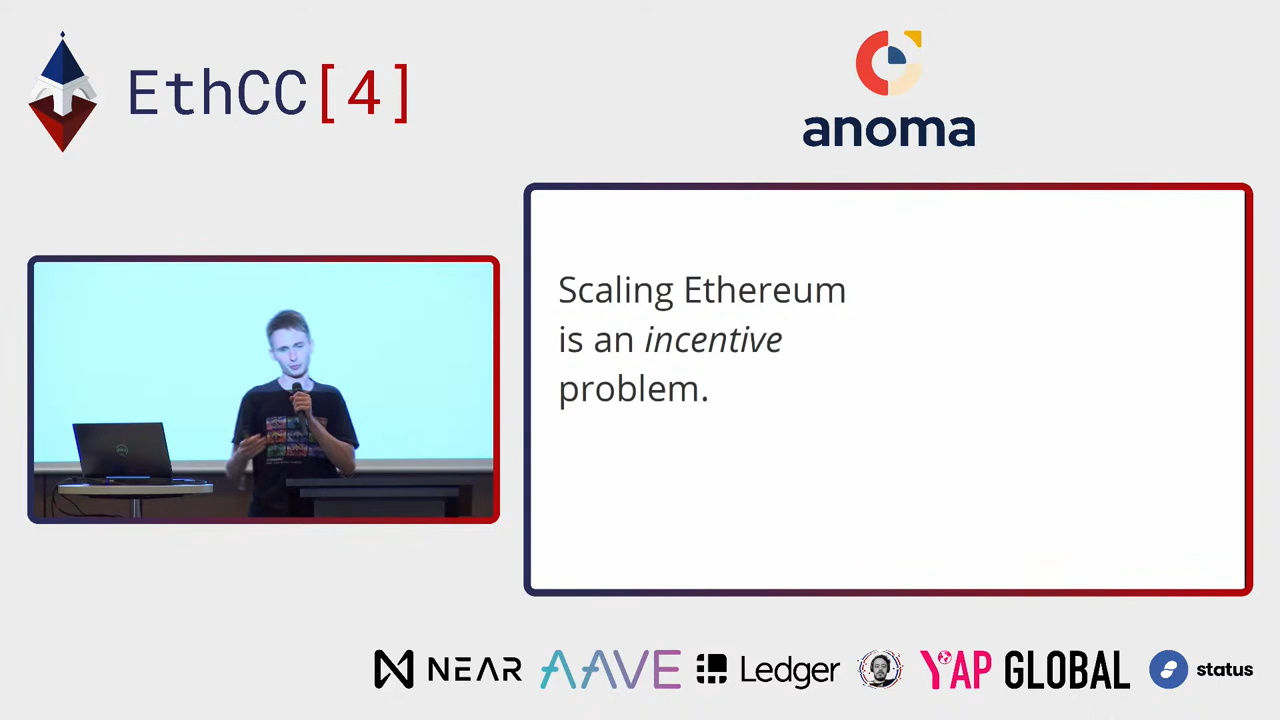 EthCC[4]
anoma
Scaling Ethereum
is an incentive
problem.
NEAR
AAVE
Ledger
YAP GLOBAL
status